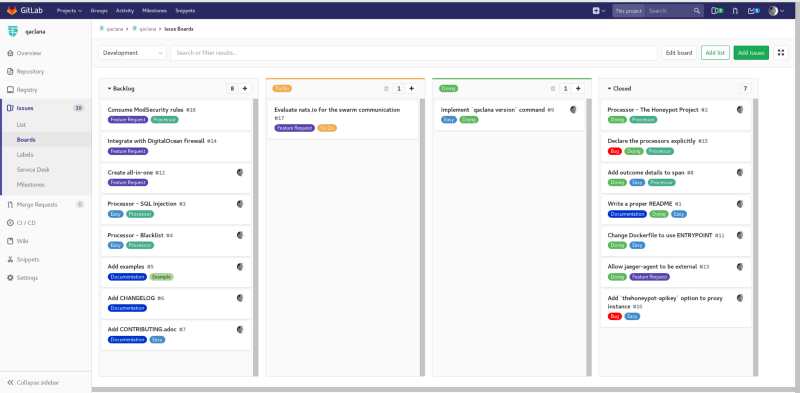 GitLab Projects Groups Activity Milestones Snippets This project Search
qaclana
qaclana > qaclana > Issue Boards
Overview
Repository
Registry
Issues 10
List
Boards
Labels
Service Desk
Milestones
Merge Requests 0
CI / CD
Wiki
Snippets
Settings
Collapse sidebar
Development Search or filter results... Edit board Add list Add issues
Backlog 8 +
Consume ModSecurity rules #16
Feature Request Processor
Integrate with DigitalOcean firewall #14
Feature Request
Create all-in-one #12
Feature Request
Processor - SQL Injection #3
Easy Processor
Processor - Blacklist #4
Easy Processor
Add examples #5
Documentation Example
Add CHANGELOG #6
Documentation
Add CONTRIBUTING.adoc #7
Documentation Easy
To Do 1 +
Evaluate nats.io for the swarm communication
#17
Feature Request To Do
Doing 1 +
Implement `qaclana version` command #9
Easy Doing
Closed 7
Processor - The Honeypot Project #2
Doing Processor
Declare the processors explicitly #15
Bug Doing Processor
Add outcome details to span #8
Doing Easy Processor
Write a proper README #1
Documentation Doing Easy
Change Dockerfile to use ENTRYPOINT #11
Doing Easy
Allow jaeger-agent to be external #13
Doing Feature Request
Add `thehoneypot-apikey` option to proxy
instance #10
Bug Easy